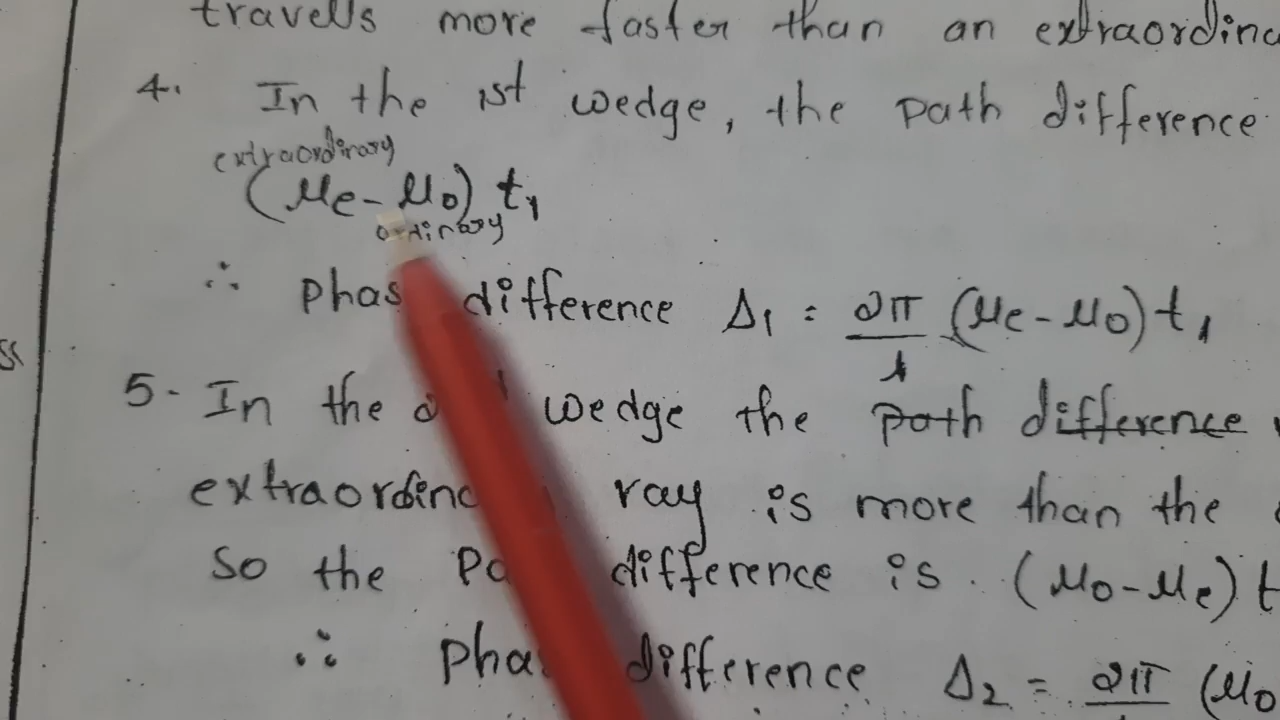 travells more faster than an extraordina
4. In the 1st wedge, the path difference
extraordinary
(μe - μo) t1
ordinary
∴ phas difference Δ1 = 2π/λ (μe - μo) t1
5. In the wedge the path difference
extraordin ray is more than the
So the Pa difference is (μo - μe) t
∴ pha difference Δ2 = 2π (μo